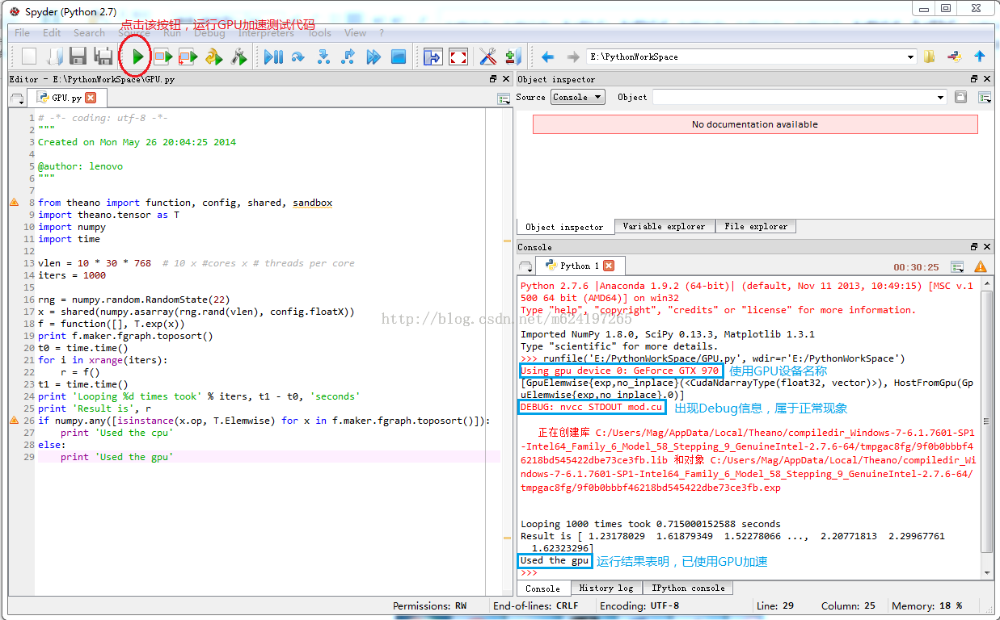 Spyder (Python 2.7)
点击该按钮，运行GPU加速测试代码
File Edit Search Source Run Debug Interpreters Tools View ?
E:\PythonWorkSpace
Editor - E:\PythonWorkSpace\GPU.py
GPU.py
1 # -*- coding: utf-8 -*-
2 """
3 Created on Mon May 26 20:04:25 2014
4
5 @author: lenovo
6 """
7
8 from theano import function, config, shared, sandbox
9 import theano.tensor as T
10 import numpy
11 import time
12
13 vlen = 10 * 30 * 768  # 10 x #cores x # threads per core
14 iters = 1000
15
16 rng = numpy.random.RandomState(22)
17 x = shared(numpy.asarray(rng.rand(vlen), config.floatX))
18 f = function([], T.exp(x))
19 print f.maker.fgraph.toposort()
20 t0 = time.time()
21 for i in xrange(iters):
22     r = f()
23 t1 = time.time()
24 print 'Looping %d times took' % iters, t1 - t0, 'seconds'
25 print 'Result is', r
26 if numpy.any([isinstance(x.op, T.Elemwise) for x in f.maker.fgraph.toposort()]):
27     print 'Used the cpu'
28 else:
29     print 'Used the gpu'
Object inspector
Source Console Object
No documentation available
Object inspector Variable explorer File explorer
Console
Python 1 00:30:25
Python 2.7.6 |Anaconda 1.9.2 (64-bit)| (default, Nov 11 2013, 10:49:15) [MSC v.1
500 64 bit (AMD64)] on win32
Type "help", "copyright", "credits" or "license" for more information.
http://blog.csdn.net/m624197265
Imported NumPy 1.8.0, SciPy 0.13.3, Matplotlib 1.3.1
Type "scientific" for more details.
>>> runfile('E:/PythonWorkSpace/GPU.py', wdir=r'E:/PythonWorkSpace')
Using gpu device 0: GeForce GTX 970 使用GPU设备名称
[GpuElemwise{exp,no_inplace}(<CudaNdarrayType(float32, vector)>), HostFromGpu(Gp
uElemwise{exp,no_inplace}.0)]
DEBUG: nvcc STDOUT mod.cu 出现Debug信息，属于正常现象
正在创建库 C:/Users/Mag/AppData/Local/Theano/compiledir_Windows-7-6.1.7601-SP1
-Intel64_Family_6_Model_58_Stepping_9_GenuineIntel-2.7.6-64/tmpgac8fg/9f0b0bbbf4
6218bd545422dbe73ce3fb.lib 和对象 C:/Users/Mag/AppData/Local/Theano/compiledir_Wi
ndows-7-6.1.7601-SP1-Intel64_Family_6_Model_58_Stepping_9_GenuineIntel-2.7.6-64/
tmpgac8fg/9f0b0bbbf46218bd545422dbe73ce3fb.exp
Looping 1000 times took 0.715000152588 seconds
Result is [ 1.23178029  1.61879349  1.52278066 ...,  2.20771813  2.29967761
1.62323296]
Used the gpu 运行结果表明，已使用GPU加速
>>>
Console History log IPython console
Permissions: RW End-of-lines: CRLF Encoding: UTF-8 Line: 29 Column: 25 Memory: 18 %